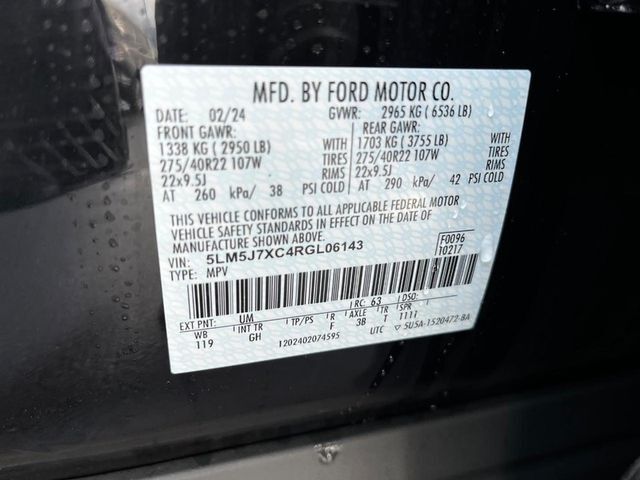 MFD. BY FORD MOTOR CO.
DATE: 02/24 GVWR: 2965 KG ( 6536 LB)
FRONT GAWR: REAR GAWR:
1338 KG ( 2950 LB) WITH 1703 KG ( 3755 LB) WITH
275/40R22 107W TIRES 275/40R22 107W TIRES
22x9.5J RIMS 22x9.5J RIMS
AT 260 kPa/ 38 PSI COLD AT 290 kPa/ 42 PSI COLD
THIS VEHICLE CONFORMS TO ALL APPLICABLE FEDERAL MOTOR
VEHICLE SAFETY STANDARDS IN EFFECT ON THE DATE OF
MANUFACTURE SHOWN ABOVE.
VIN: 5LM5J7XC4RGL06143 F0096
TYPE: MPV 10217
EXT PNT: UM RC: 63 DSO:
WB INT TR TP/PS R AXLE TR
119 GH F 3B T 1111
1202402074595 UTC ▽ 5U5A-1520472-BA